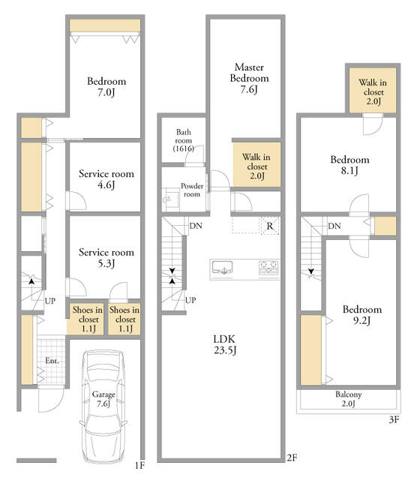 Bedroom
7.0J
Service room
4.6J
Service room
5.3J
UP
Shoes in
closet
1.1J
Shoes in
closet
1.1J
Ent.
Garage
7.6J
1F
Master
Bedroom
7.6J
Bath
room
(1616)
Walk in
closet
2.0J
Powder
room
DN
R
UP
LDK
23.5J
2F
Walk in
closet
2.0J
Bedroom
8.1J
DN
Bedroom
9.2J
Balcony
2.0J
3F